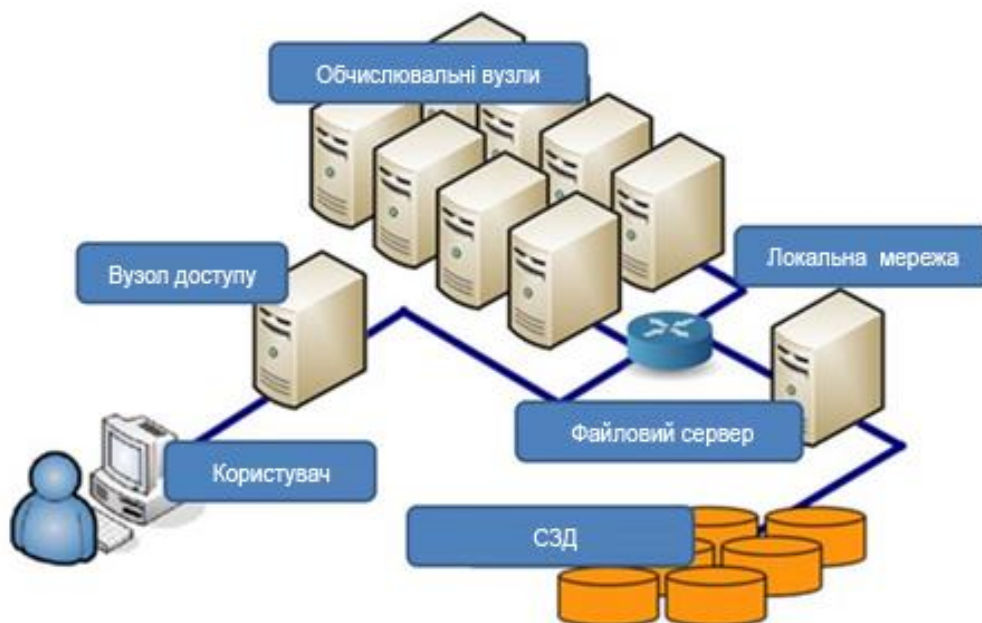 Обчислювальні вузли
Вузол доступу
Локальна мережа
Файловий сервер
Користувач
СЗД